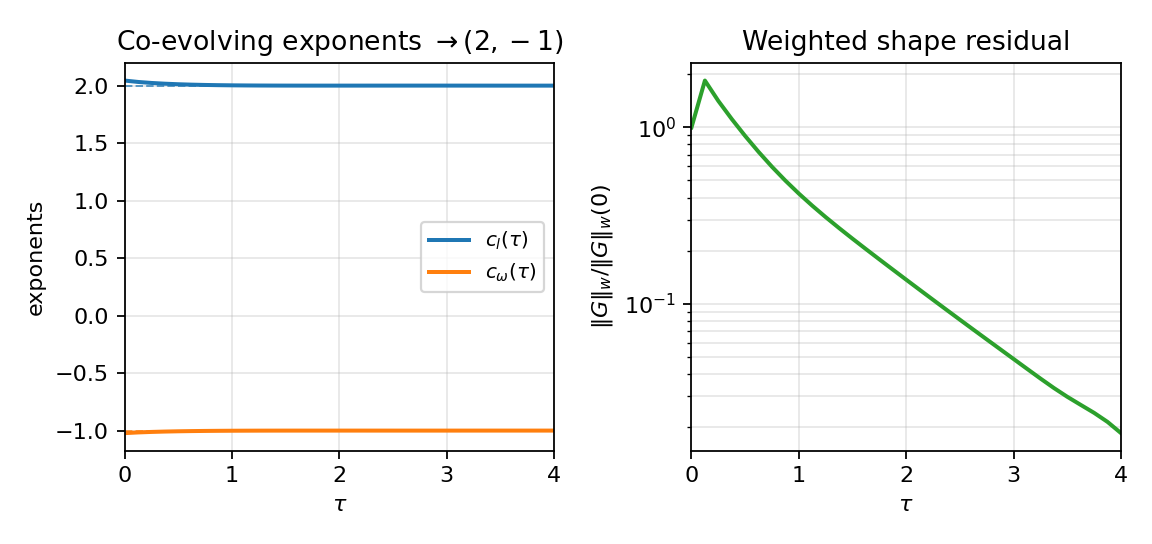 Co-evolving exponents → (2, −1)
exponents
2.0
1.5
1.0
0.5
0.0
−0.5
−1.0
c_l(τ)
c_ω(τ)
0 1 2 3 4
τ
Weighted shape residual
‖G‖_w/‖G‖_w(0)
10^0
10^−1
0 1 2 3 4
τ